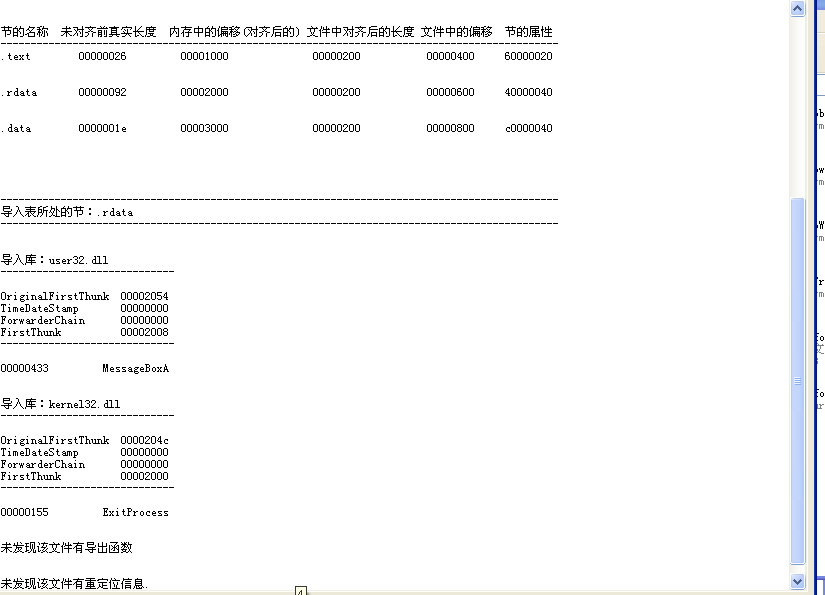 节的名称 未对齐前真实长度 内存中的偏移(对齐后的) 文件中对齐后的长度 文件中的偏移 节的属性
.text 00000026 00001000 00000200 00000400 60000020
.rdata 00000092 00002000 00000200 00000600 40000040
.data 0000001e 00003000 00000200 00000800 c0000040
导入表所处的节：.rdata
导入库：user32.dll
OriginalFirstThunk 00002054
TimeDateStamp 00000000
ForwarderChain 00000000
FirstThunk 00002008
00000433 MessageBoxA
导入库：kernel32.dll
OriginalFirstThunk 0000204c
TimeDateStamp 00000000
ForwarderChain 00000000
FirstThunk 00002000
00000155 ExitProcess
未发现该文件有导出函数
未发现该文件有重定位信息.